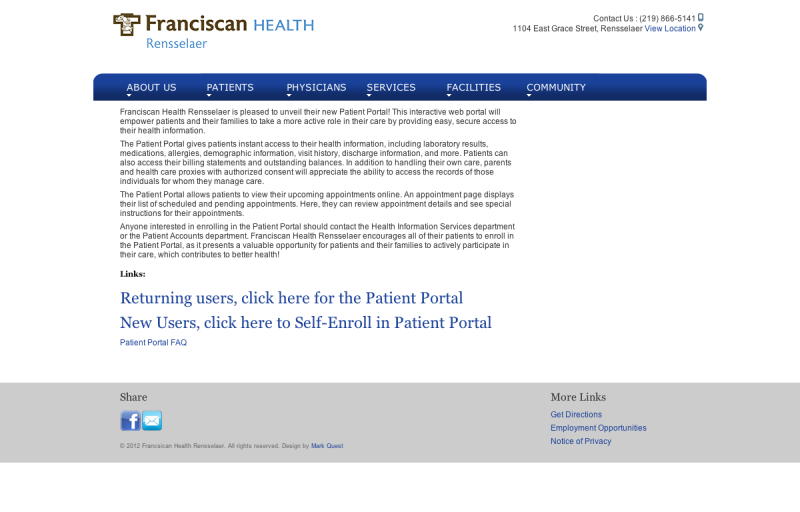 Franciscan HEALTH
Rensselaer
Contact Us : (219) 866-5141
1104 East Grace Street, Rensselaer View Location
ABOUT US PATIENTS PHYSICIANS SERVICES FACILITIES COMMUNITY
Franciscan Health Rensselaer is pleased to unveil their new Patient Portal! This interactive web portal will
empower patients and their families to take a more active role in their care by providing easy, secure access to
their health information.
The Patient Portal gives patients instant access to their health information, including laboratory results,
medications, allergies, demographic information, visit history, discharge information, and more. Patients can
also access their billing statements and outstanding balances. In addition to handling their own care, parents
and health care proxies with authorized consent will appreciate the ability to access the records of those
individuals for whom they manage care.
The Patient Portal allows patients to view their upcoming appointments online. An appointment page displays
their list of scheduled and pending appointments. Here, they can review appointment details and see special
instructions for their appointments.
Anyone interested in enrolling in the Patient Portal should contact the Health Information Services department
or the Patient Accounts department. Franciscan Health Rensselaer encourages all of their patients to enroll in
the Patient Portal, as it presents a valuable opportunity for patients and their families to actively participate in
their care, which contributes to better health!
Links:
Returning users, click here for the Patient Portal
New Users, click here to Self-Enroll in Patient Portal
Patient Portal FAQ
Share
© 2012 Francsican Health Rensselaer. All rights reserved. Design by Mark Quest
More Links
Get Directions
Employment Opportunities
Notice of Privacy